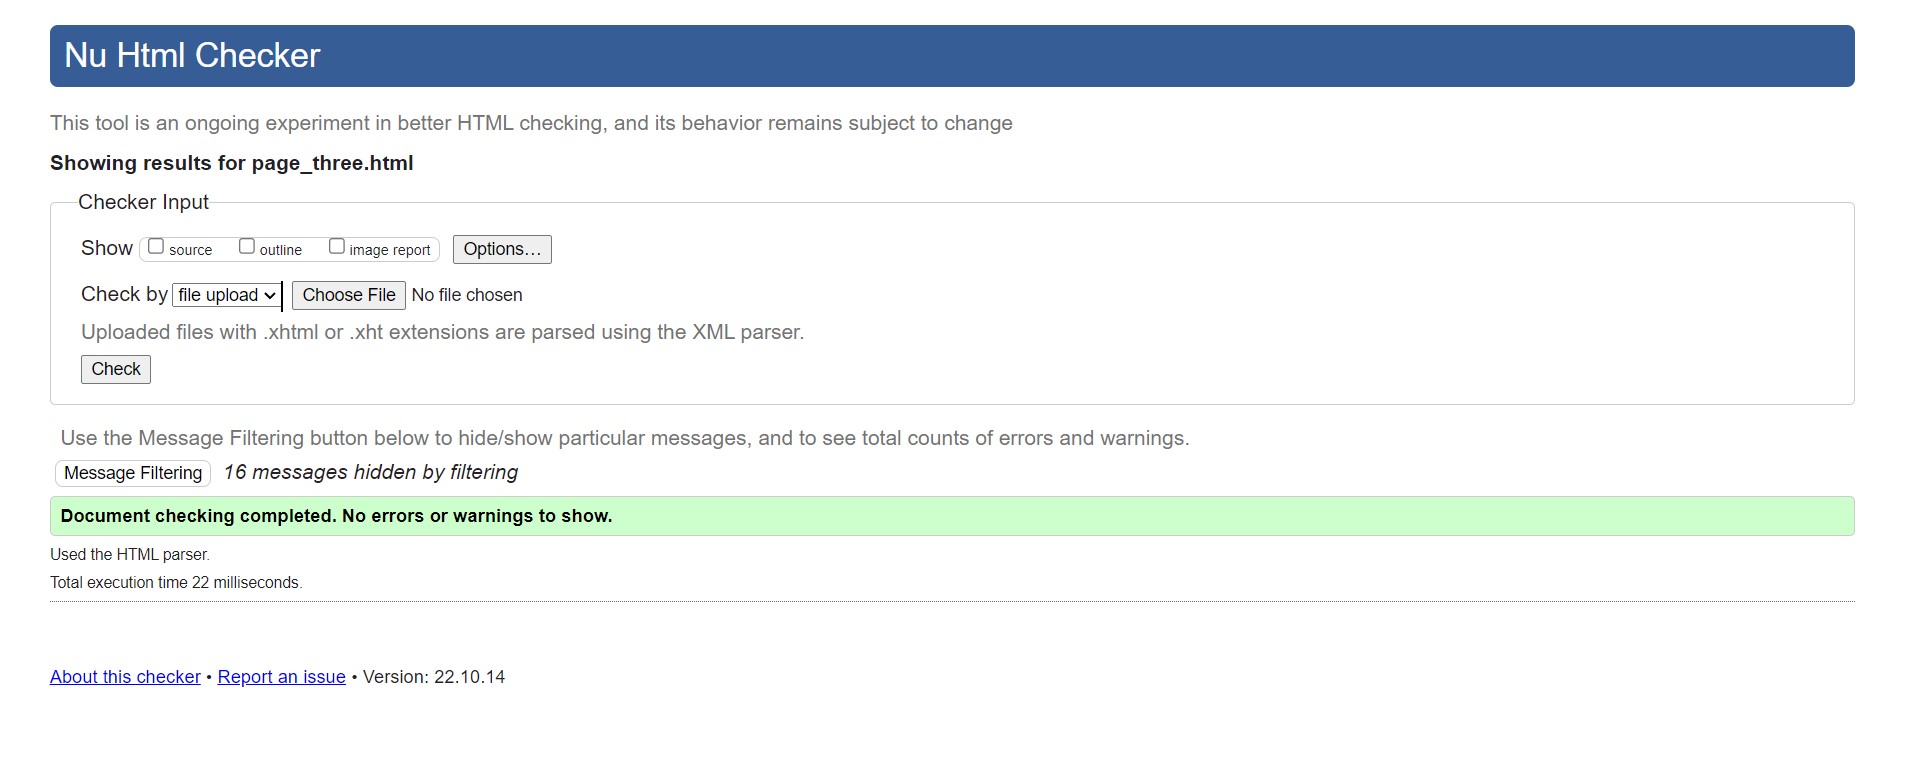 Nu Html Checker
This tool is an ongoing experiment in better HTML checking, and its behavior remains subject to change
Showing results for page_three.html
Checker Input
Show source outline image report Options...
Check by file upload Choose File No file chosen
Uploaded files with .xhtml or .xht extensions are parsed using the XML parser.
Check
Use the Message Filtering button below to hide/show particular messages, and to see total counts of errors and warnings.
Message Filtering 16 messages hidden by filtering
Document checking completed. No errors or warnings to show.
Used the HTML parser.
Total execution time 22 milliseconds.
About this checker • Report an issue • Version: 22.10.14